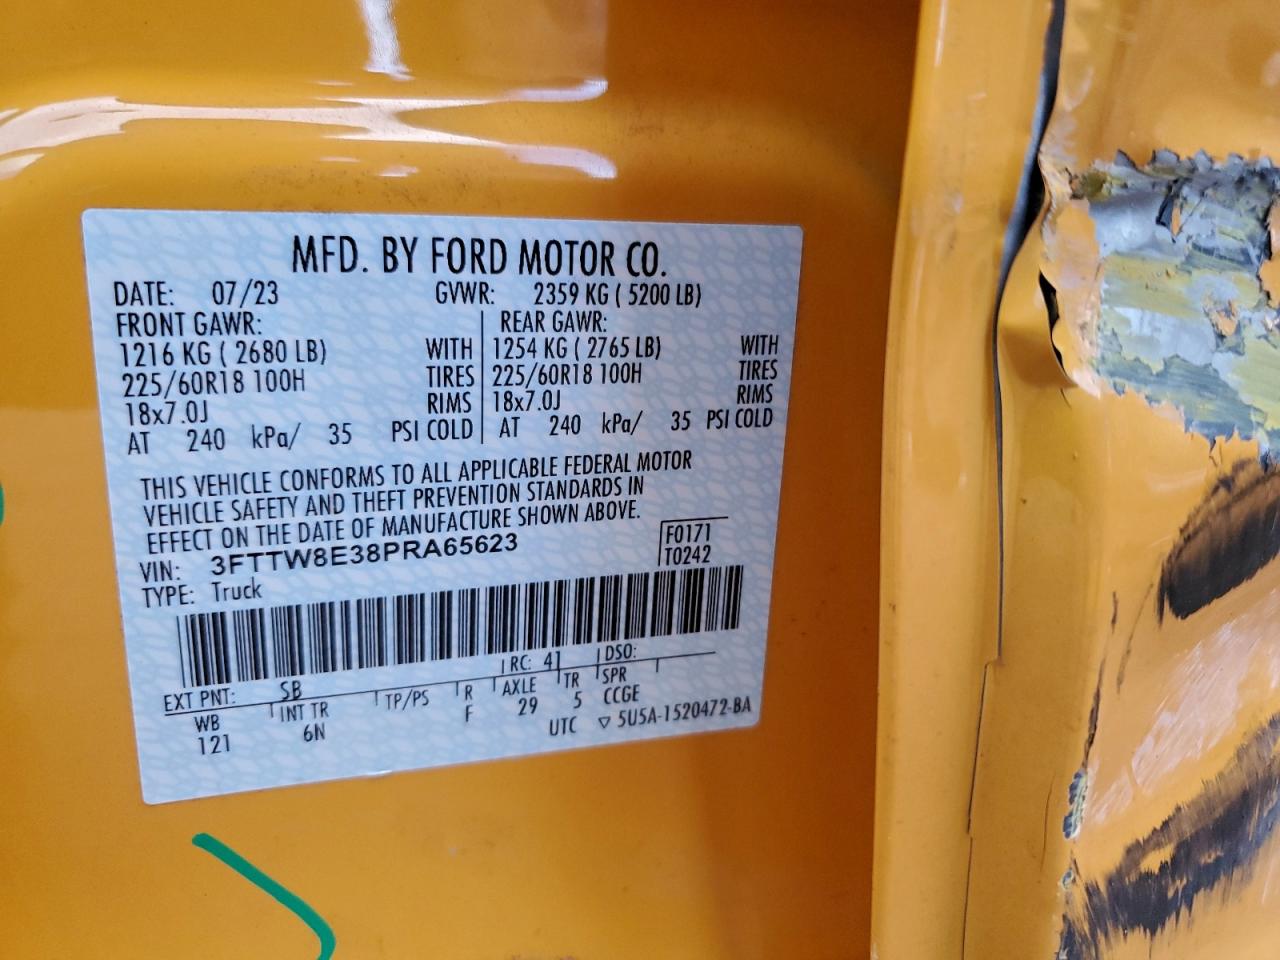 MFD. BY FORD MOTOR CO.
DATE: 07/23 GVWR: 2359 KG ( 5200 LB)
FRONT GAWR: REAR GAWR:
1216 KG ( 2680 LB) WITH 1254 KG ( 2765 LB) WITH
225/60R18 100H TIRES 225/60R18 100H TIRES
18x7.0J RIMS 18x7.0J RIMS
AT 240 kPa/ 35 PSI COLD AT 240 kPa/ 35 PSI COLD
THIS VEHICLE CONFORMS TO ALL APPLICABLE FEDERAL MOTOR
VEHICLE SAFETY AND THEFT PREVENTION STANDARDS IN
EFFECT ON THE DATE OF MANUFACTURE SHOWN ABOVE.
VIN: 3FTTW8E38PRA65623 F0171
TYPE: Truck T0242
EXT PNT: SB RC: 41 DSO:
WB INT TR TP/PS R AXLE TR SPR
121 6N F 29 5 CCGE
UTC ▽ 5U5A-1520472-BA